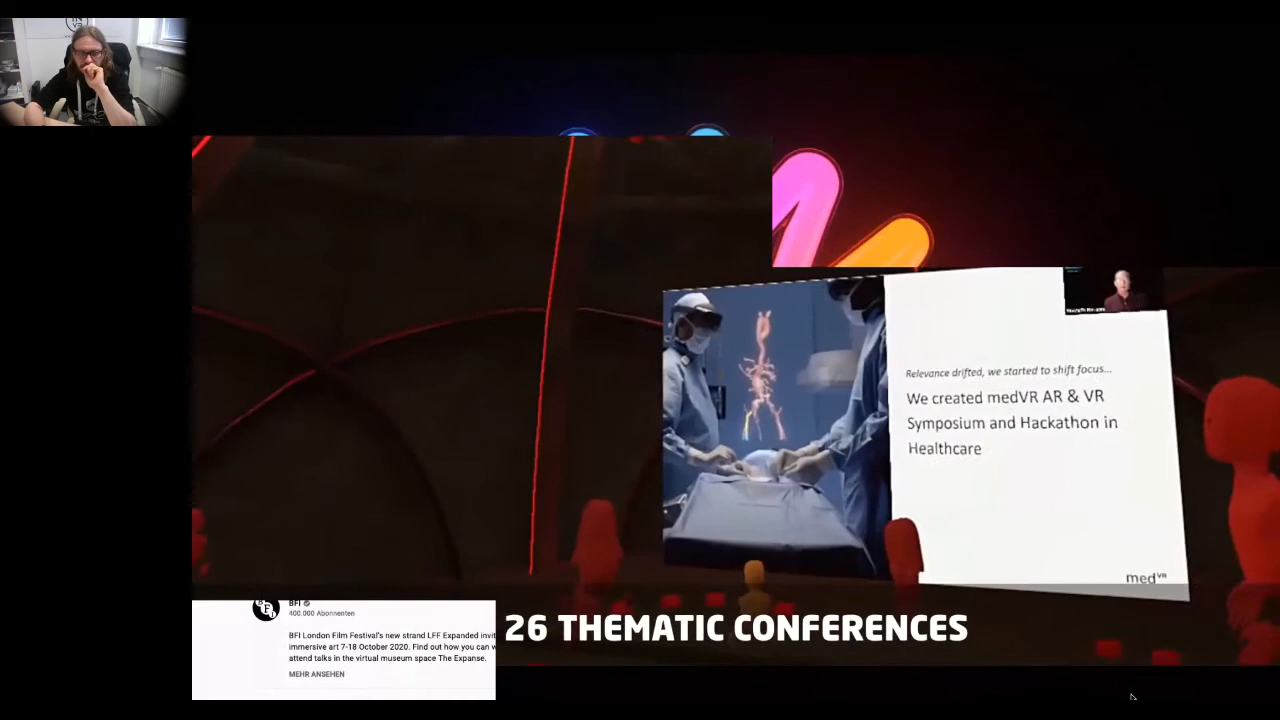 IN
VR
Relevance drifted, we started to shift focus...
We created medVR AR & VR
Symposium and Hackathon in
Healthcare
medVR
BFI
400.000 Abonnenten
BFI London Film Festival's new strand LFF Expanded invit
immersive art 7-18 October 2020. Find out how you can w
attend talks in the virtual museum space The Expanse.
MEHR ANSEHEN
26 THEMATIC CONFERENCES